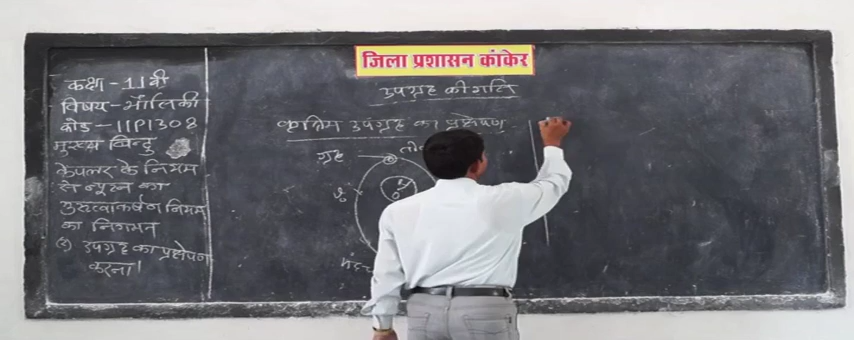 जिला प्रशासन कांकेर
कक्षा - 11वी
विषय - भौतिकी
कोड - 11P1308
मुख्य बिन्दु
केपलर के नियम
से न्यूटन का
गुरुत्वाकर्षण नियम
का निगमन
उपग्रह का प्रक्षेपण
करना।
उपग्रह की गति
कृत्रिम उपग्रह का प्रक्षेपण
ग्रह